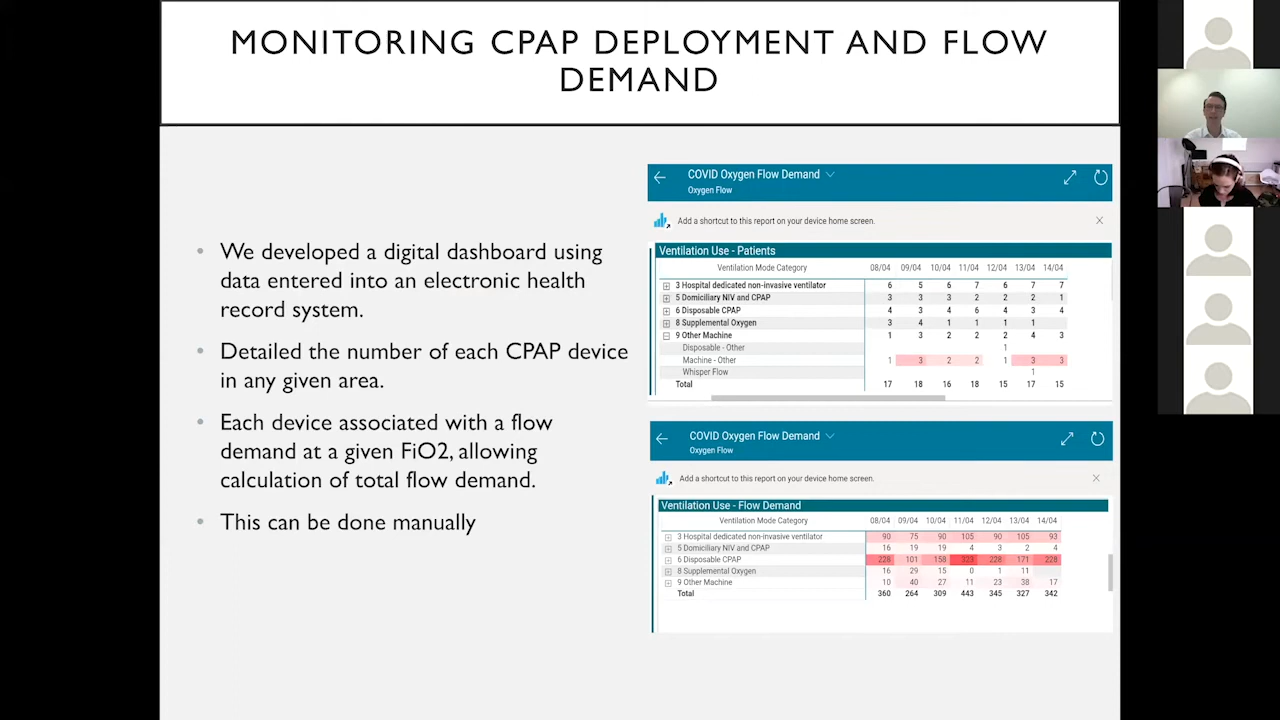 MONITORING CPAP DEPLOYMENT AND FLOW
DEMAND
• We developed a digital dashboard using
data entered into an electronic health
record system.
• Detailed the number of each CPAP device
in any given area.
• Each device associated with a flow
demand at a given FiO2, allowing
calculation of total flow demand.
• This can be done manually
COVID Oxygen Flow Demand
Oxygen Flow
Add a shortcut to this report on your device home screen.
Ventilation Use - Patients
Ventilation Mode Category 08/04 09/04 10/04 11/04 12/04 13/04 14/04
3 Hospital dedicated non-invasive ventilator 6 5 6 7 6 7 7
5 Domiciliary NIV and CPAP 3 3 3 2 2 2 1
6 Disposable CPAP 4 3 4 6 4 3 4
8 Supplemental Oxygen 3 4 1 1 1 1
9 Other Machine 1 3 2 2 2 4 3
Disposable - Other 1
Machine - Other 1 3 2 2 1 3 3
Whisper Flow 1
Total 17 18 16 18 15 17 15
COVID Oxygen Flow Demand
Oxygen Flow
Add a shortcut to this report on your device home screen.
Ventilation Use - Flow Demand
Ventilation Mode Category 08/04 09/04 10/04 11/04 12/04 13/04 14/04
3 Hospital dedicated non-invasive ventilator 90 75 90 105 90 105 93
5 Domiciliary NIV and CPAP 16 19 19 4 3 2 4
6 Disposable CPAP 228 101 158 323 228 171 228
8 Supplemental Oxygen 16 29 15 0 1 11
9 Other Machine 10 40 27 11 23 38 17
Total 360 264 309 443 345 327 342